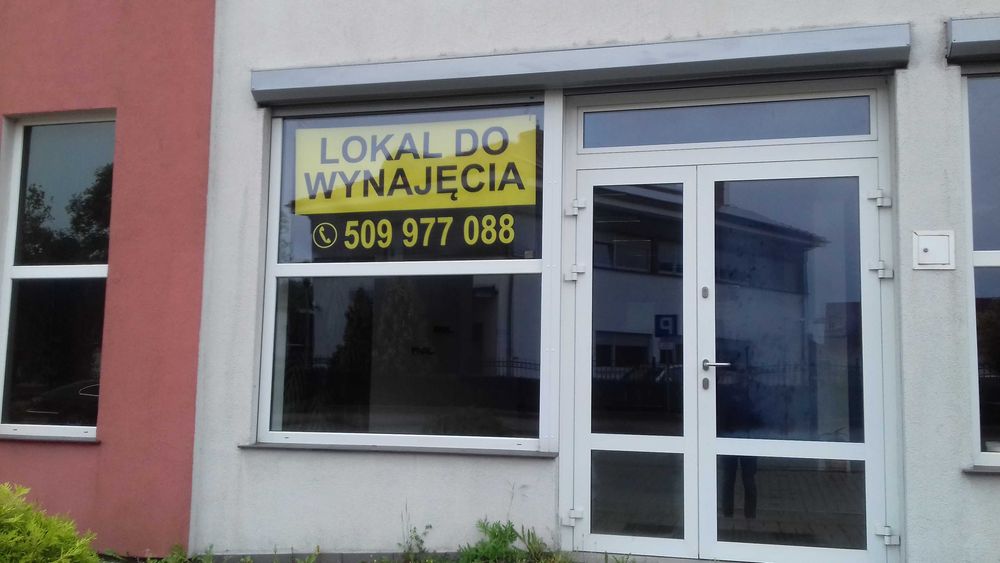 LOKAL DO
WYNAJĘCIA
509 977 088
P